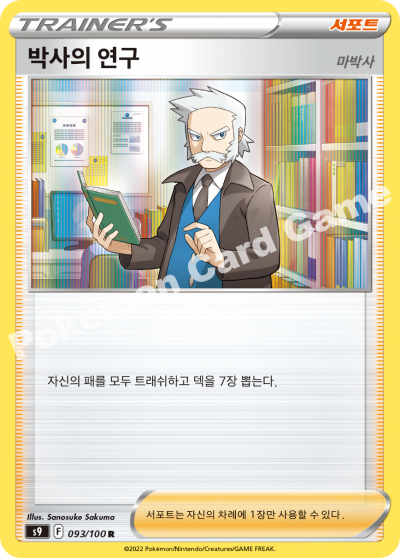 TRAINER'S 서포트
박사의 연구 마박사
Pokémon Card Game
자신의 패를 모두 트래쉬하고 덱을 7장 뽑는다.
Illus. Sanosuke Sakuma
s9 F 093/100 R
서포트는 자신의 차례에 1장만 사용할 수 있다.
©2022 Pokémon/Nintendo/Creatures/GAME FREAK.